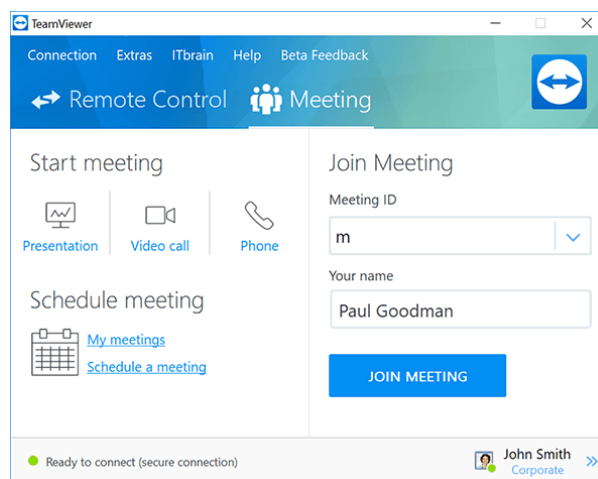 TeamViewer
Connection Extras ITbrain Help Beta Feedback
Remote Control Meeting
Start meeting
Presentation Video call Phone
Schedule meeting
My meetings
Schedule a meeting
Join Meeting
Meeting ID
m
Your name
Paul Goodman
JOIN MEETING
Ready to connect (secure connection)
John Smith
Corporate